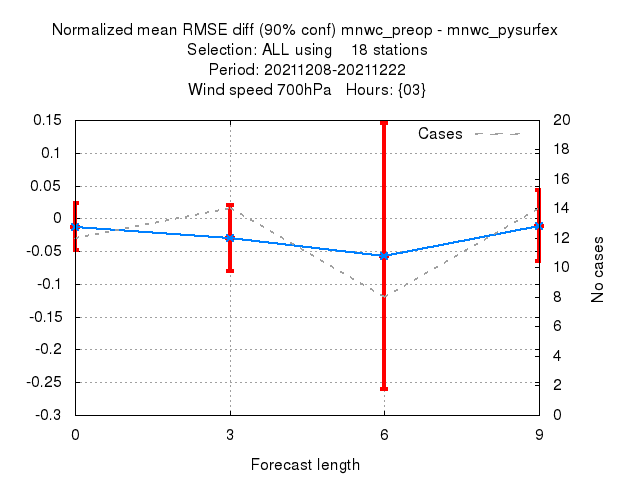 Normalized mean RMSE diff (90% conf) mnwc_preop - mnwc_pysurfex
Selection: ALL using    18 stations
Period: 20211208-20211222
Wind speed 700hPa   Hours: {03}
Cases
0.15
0.1
0.05
0
-0.05
-0.1
-0.15
-0.2
-0.25
-0.3
20
18
16
14
12
10
8
6
4
2
0
No cases
0 3 6 9
Forecast length